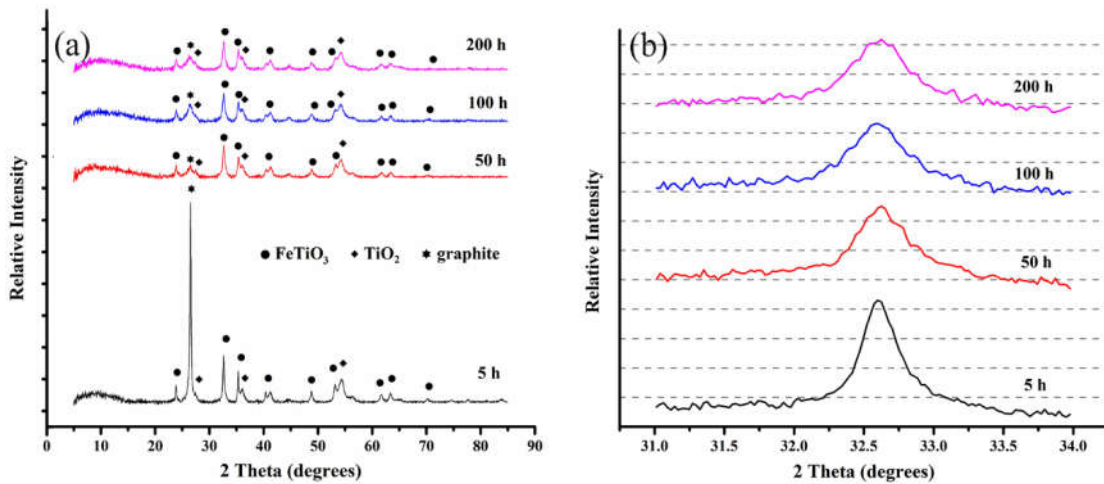 (a)
200 h
100 h
50 h
● FeTiO₃ ◆ TiO₂ ✱ graphite
5 h
Relative Intensity
0 10 20 30 40 50 60 70 80 90
2 Theta (degrees)
(b)
200 h
100 h
50 h
5 h
Relative Intensity
31.0 31.5 32.0 32.5 33.0 33.5 34.0
2 Theta (degrees)